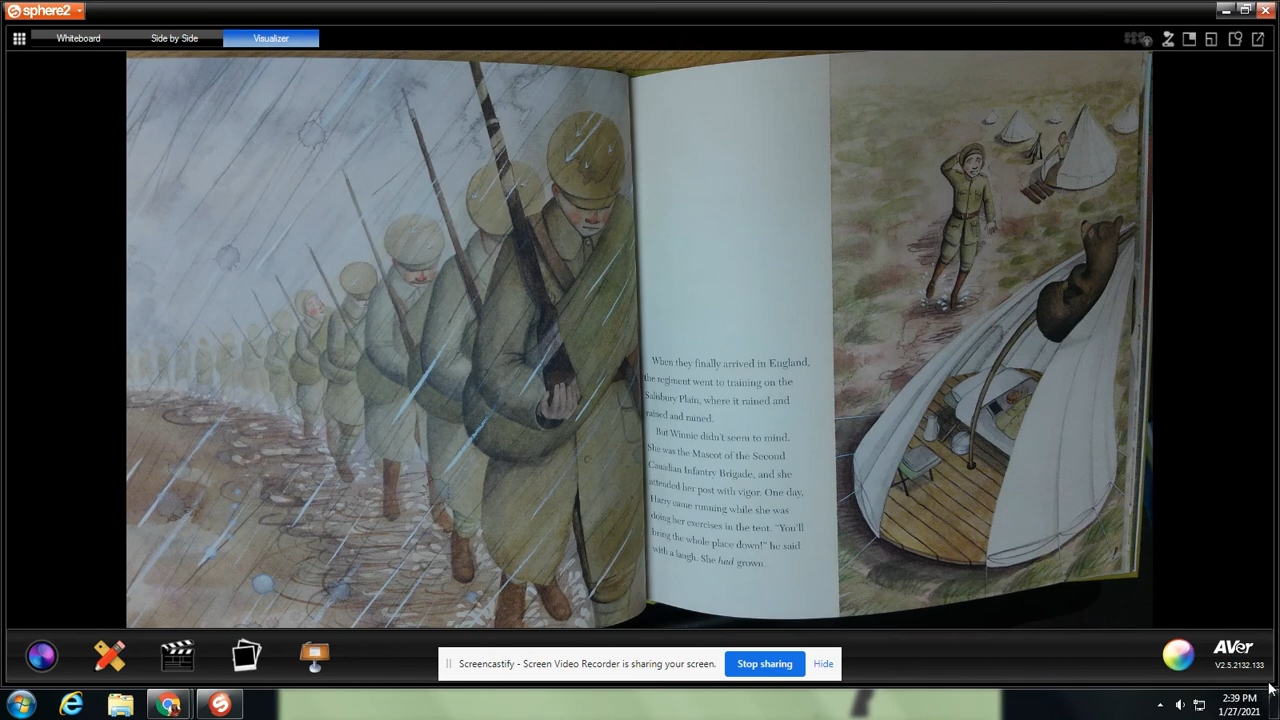 sphere2
Whiteboard
Side by Side
Visualizer
When they finally arrived in England,
the regiment went to training on the
Salisbury Plain, where it rained and
rained and rained.
But Winnie didn't seem to mind.
She was the Mascot of the Second
Canadian Infantry Brigade, and she
attended her post with vigor. One day,
Harry came running while she was
doing her exercises in the tent. "You'll
bring the whole place down!" he said
with a laugh. She had grown.
Screencastify - Screen Video Recorder is sharing your screen.
Stop sharing
Hide
AVer
V2.5.2132.133
2:39 PM
1/27/2021